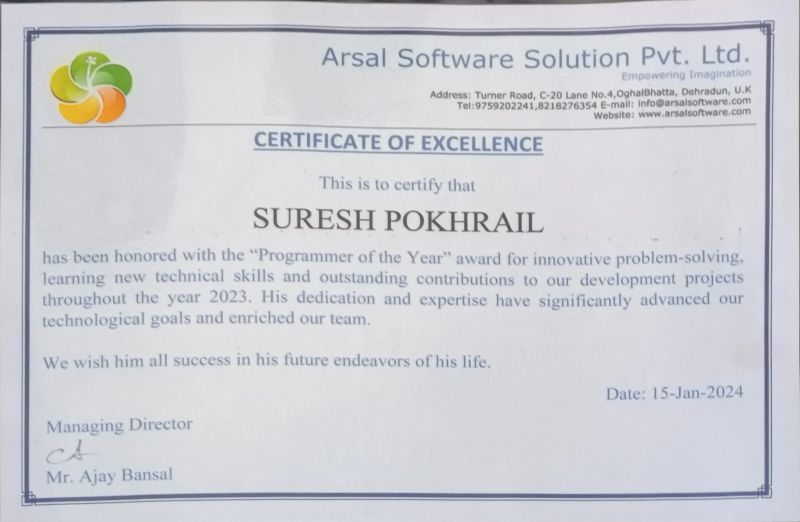 Arsal Software Solution Pvt. Ltd.
Empowering Imagination
Address: Turner Road, C-20 Lane No.4,OghalBhatta, Dehradun, U.K
Tel:9759202241,8218276354 E-mail: info@arsalsoftware.com
Website: www.arsalsoftware.com
CERTIFICATE OF EXCELLENCE
This is to certify that
SURESH POKHRAIL
has been honored with the “Programmer of the Year” award for innovative problem-solving,
learning new technical skills and outstanding contributions to our development projects
throughout the year 2023. His dedication and expertise have significantly advanced our
technological goals and enriched our team.
We wish him all success in his future endeavors of his life.
Date: 15-Jan-2024
Managing Director
Mr. Ajay Bansal